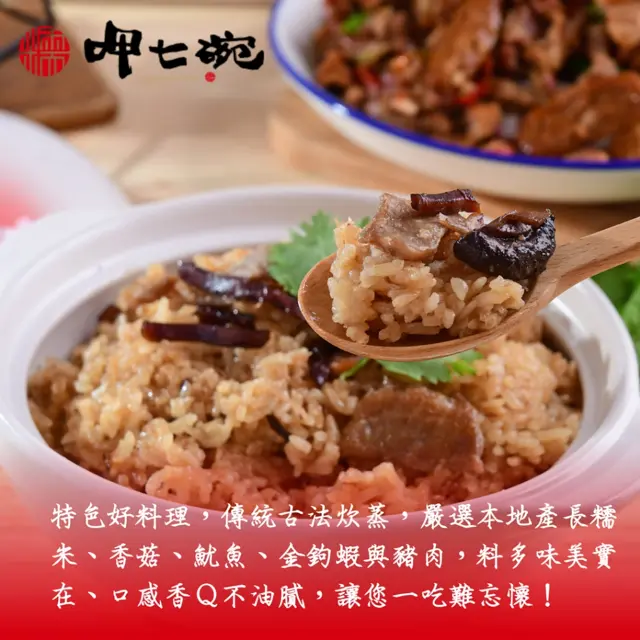 呷七碗
特色好料理，傳統古法炊蒸，嚴選本地產長糯
米、香菇、魷魚、金鉤蝦與豬肉，料多味美實
在、口感香Q不油膩，讓您一吃難忘懷！